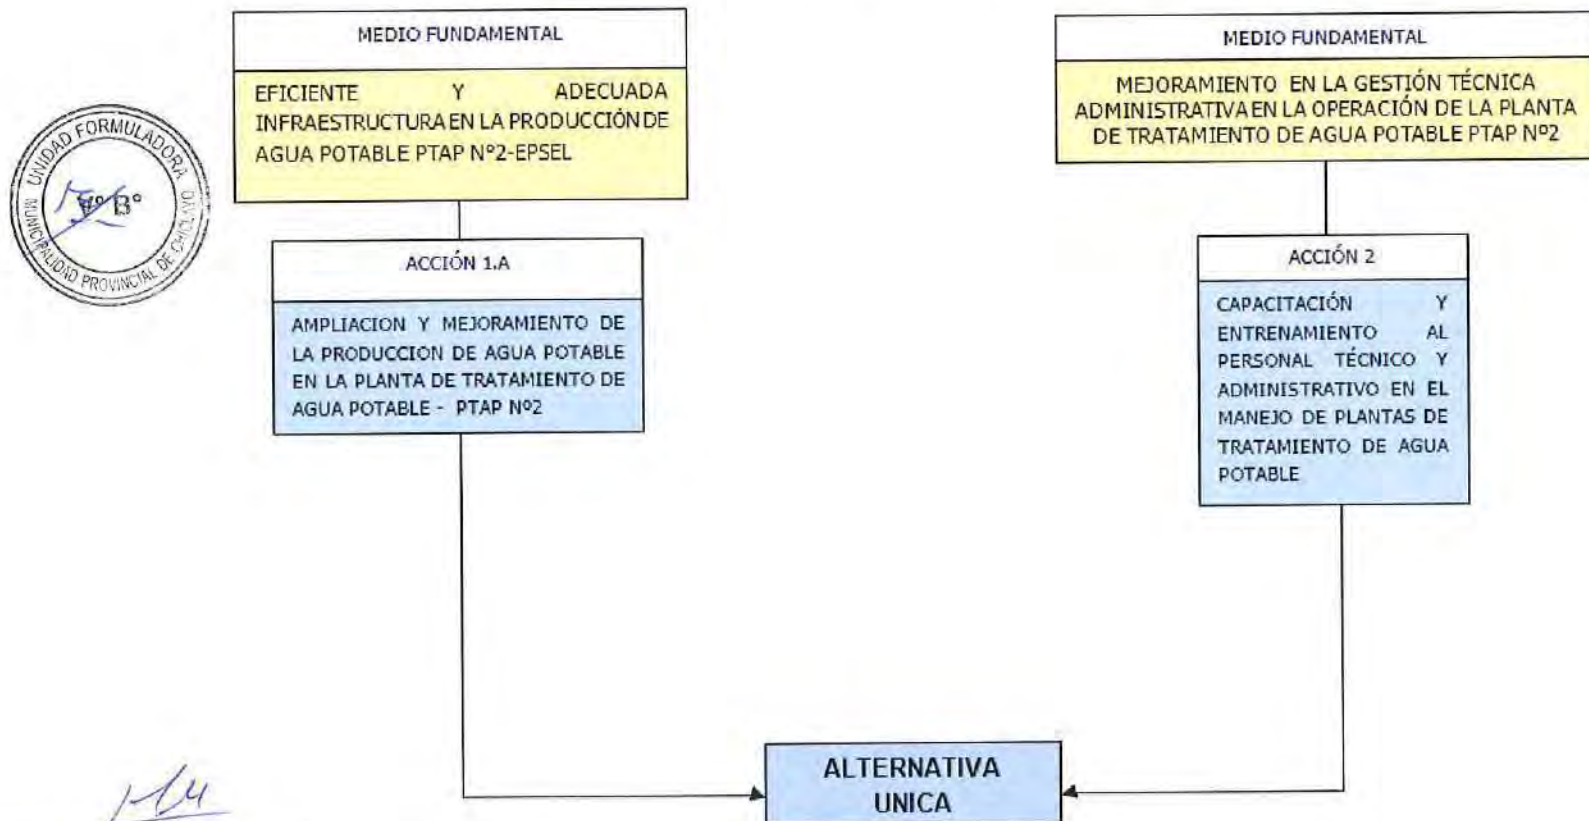 MEDIO FUNDAMENTAL
EFICIENTE Y ADECUADA
INFRAESTRUCTURA EN LA PRODUCCIÓN DE
AGUA POTABLE PTAP Nº2-EPSEL
MEDIO FUNDAMENTAL
MEJORAMIENTO EN LA GESTIÓN TÉCNICA
ADMINISTRATIVA EN LA OPERACIÓN DE LA PLANTA
DE TRATAMIENTO DE AGUA POTABLE PTAP Nº2
UNIDAD FORMULADORA
VºBº
MUNICIPALIDAD PROVINCIAL DE CHICLAYO
ACCIÓN 1.A
AMPLIACION Y MEJORAMIENTO DE
LA PRODUCCION DE AGUA POTABLE
EN LA PLANTA DE TRATAMIENTO DE
AGUA POTABLE - PTAP Nº2
ACCIÓN 2
CAPACITACIÓN Y
ENTRENAMIENTO AL
PERSONAL TÉCNICO Y
ADMINISTRATIVO EN EL
MANEJO DE PLANTAS DE
TRATAMIENTO DE AGUA
POTABLE
ALTERNATIVA
UNICA